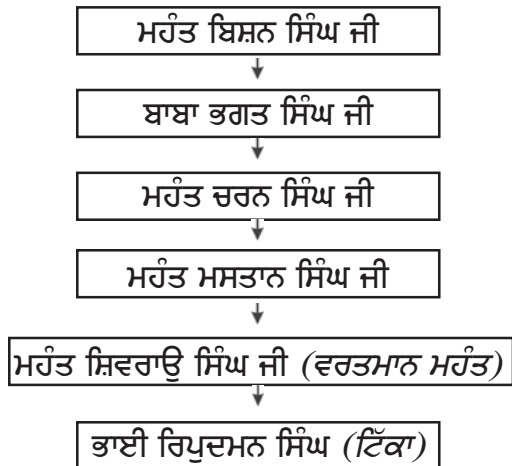 ਮਹੰਤ ਬਿਸ਼ਨ ਸਿੰਘ ਜੀ
ਬਾਬਾ ਭਗਤ ਸਿੰਘ ਜੀ
ਮਹੰਤ ਚਰਨ ਸਿੰਘ ਜੀ
ਮਹੰਤ ਮਸਤਾਨ ਸਿੰਘ ਜੀ
ਮਹੰਤ ਸ਼ਿਵਰਾਉ ਸਿੰਘ ਜੀ (ਵਰਤਮਾਨ ਮਹੰਤ)
ਭਾਈ ਰਿਪੁਦਮਨ ਸਿੰਘ (ਟਿੱਕਾ)